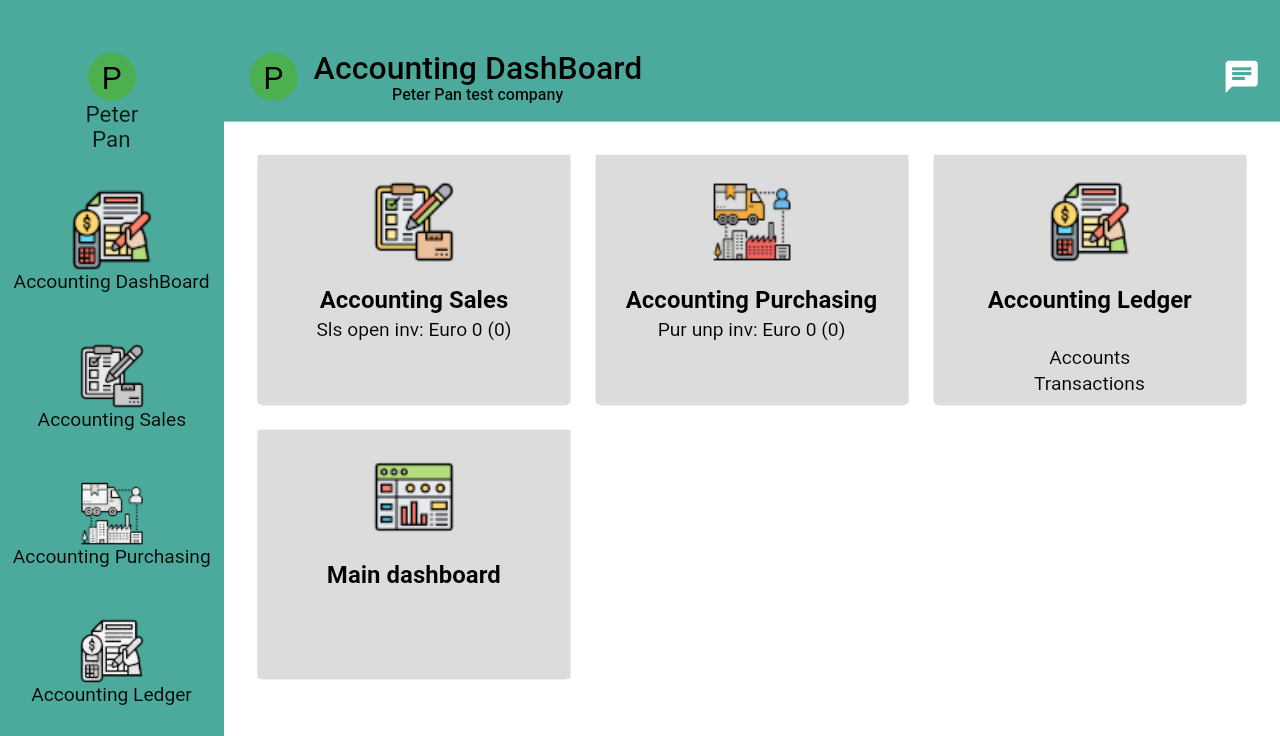 P
Peter
Pan
Accounting DashBoard
Accounting Sales
Accounting Purchasing
Accounting Ledger
P
Accounting DashBoard
Peter Pan test company
Accounting Sales
Sls open inv: Euro 0 (0)
Accounting Purchasing
Pur unp inv: Euro 0 (0)
Accounting Ledger
Accounts
Transactions
Main dashboard